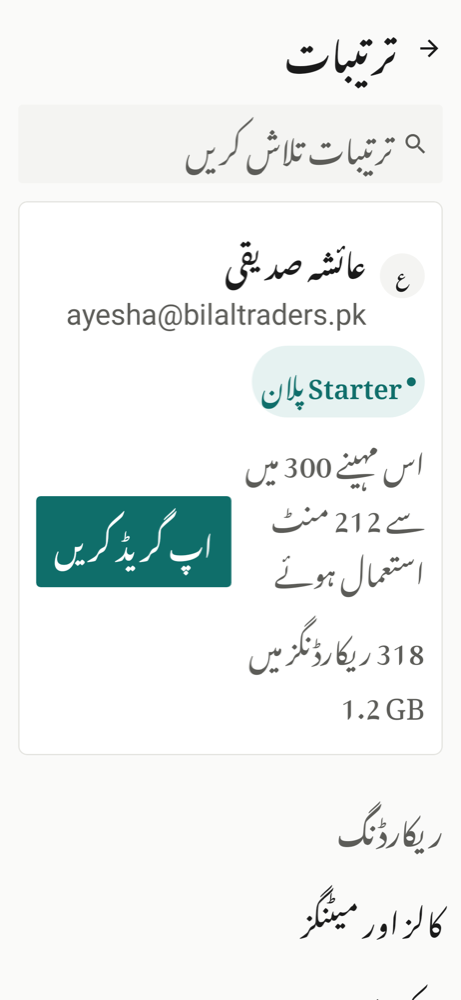 ترتیبات
ترتیبات تلاش کریں
ع
عائشہ صدیقی
ayesha@bilaltraders.pk
• Starter پلان
اس مہینے 300 میں
سے 212 منٹ
استعمال ہوئے
اپ گریڈ کریں
318 ریکارڈنگز میں
1.2 GB
ریکارڈنگ
کالز اور میٹنگز